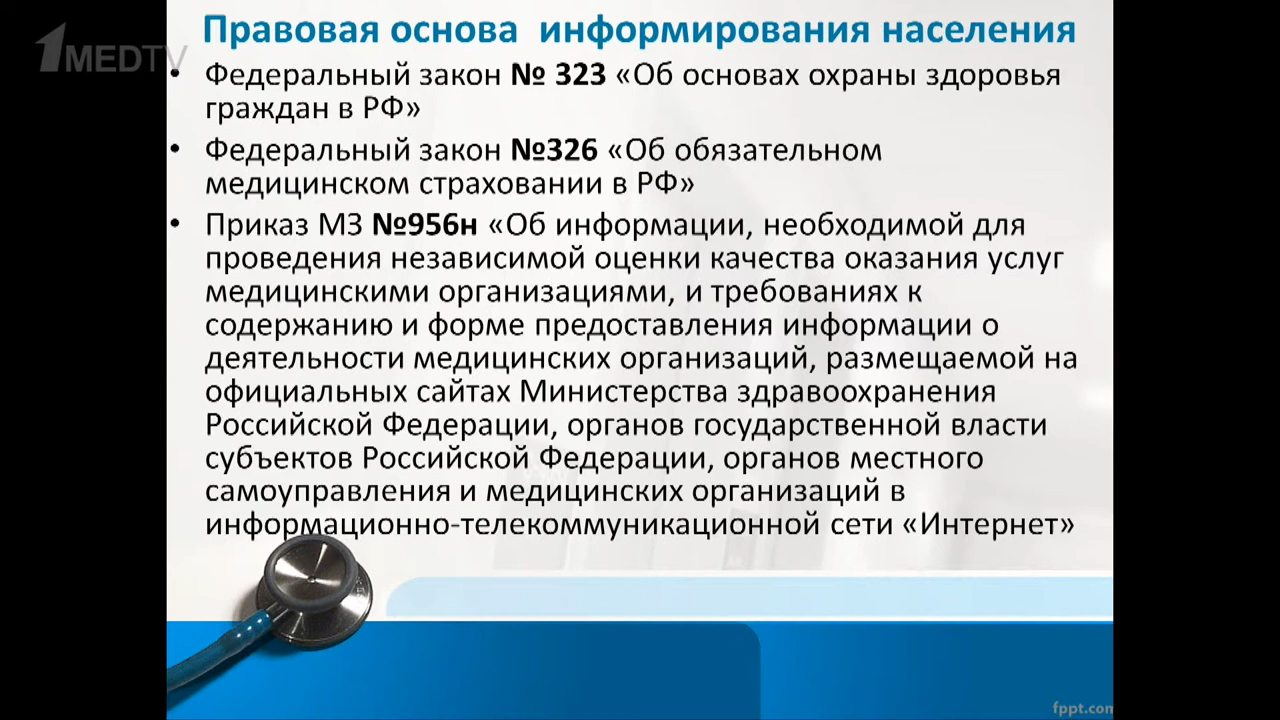 Правовая основа информирования населения
1MEDTV
• Федеральный закон № 323 «Об основах охраны здоровья
граждан в РФ»
• Федеральный закон №326 «Об обязательном
медицинском страховании в РФ»
• Приказ МЗ №956н «Об информации, необходимой для
проведения независимой оценки качества оказания услуг
медицинскими организациями, и требованиях к
содержанию и форме предоставления информации о
деятельности медицинских организаций, размещаемой на
официальных сайтах Министерства здравоохранения
Российской Федерации, органов государственной власти
субъектов Российской Федерации, органов местного
самоуправления и медицинских организаций в
информационно-телекоммуникационной сети «Интернет»
fppt.com